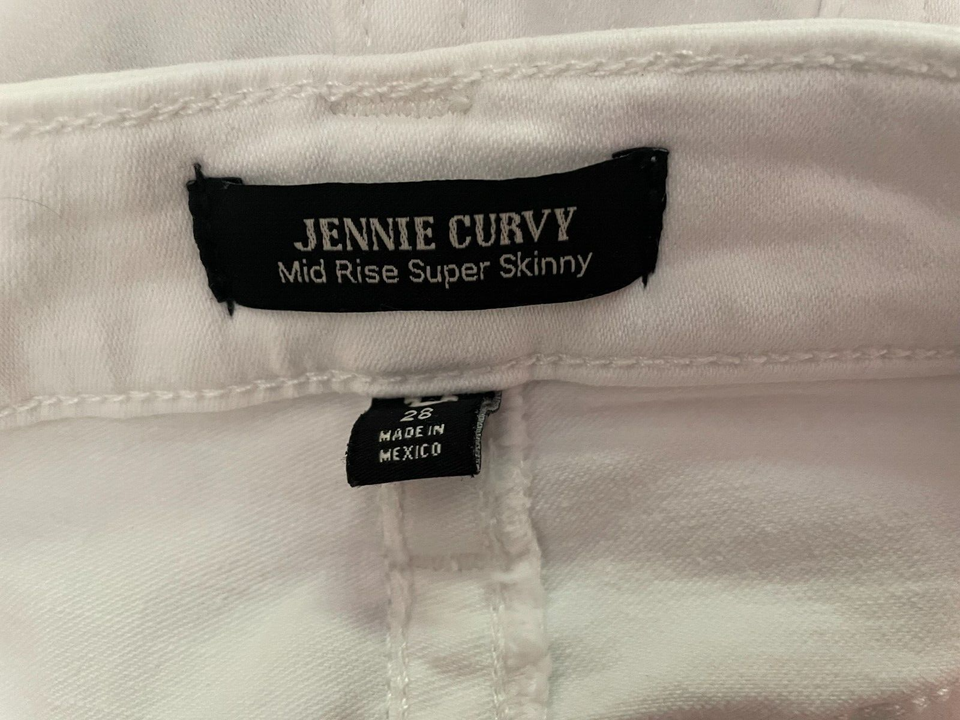 JENNIE CURVY
Mid Rise Super Skinny
28
MADE IN
MEXICO